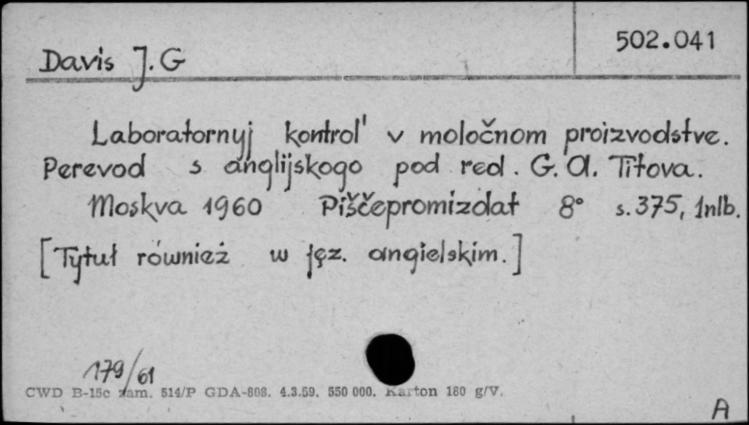 502.041
Davis J.G
Laboratornyj kontrol' v moločnom proizvodstve.
Perevod s anglijskogo pod red. G. A. Titova.
Moskva 1960 Piščepromizdat 8° s.375, 1nlb.
[Tytuł również w jęz. angielskim.]
179/61
CWD B-15c zam. 514/P GDA-808. 4.3.59. 550 000. Karton 180 g/V.
A